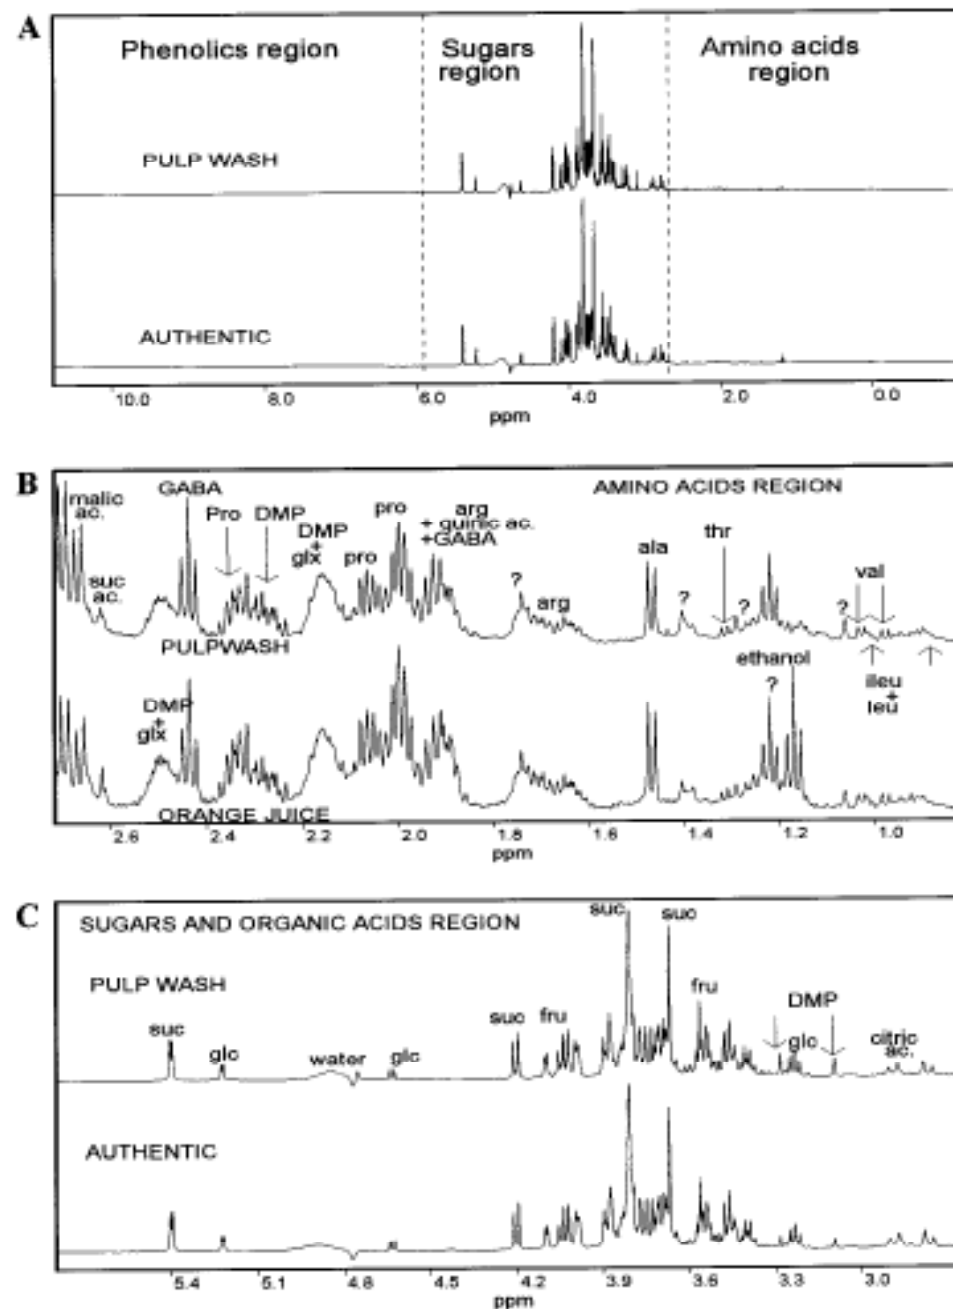 A
Phenolics region
Sugars
region
Amino acids
region
PULP WASH
AUTHENTIC
10.0
8.0
6.0
4.0
2.0
0.0
ppm
B
malic
ac.
suc
ac.
GABA
Pro
DMP
DMP
+
glx
pro
pro
arg
+ quinic ac.
+GABA
AMINO ACIDS REGION
?
arg
ala
?
thr
?
?
val
ileu
+
leu
PULPWASH
DMP
+
glx
ethanol
?
ORANGE JUICE
2.6
2.4
2.2
2.0
1.8
1.6
1.4
1.2
1.0
ppm
C
SUGARS AND ORGANIC ACIDS REGION
PULP WASH
suc
glc
water
glc
suc
fru
suc
suc
fru
DMP
glc
citric
ac.
AUTHENTIC
5.4
5.1
4.8
4.5
4.2
3.9
3.6
3.3
3.0
ppm